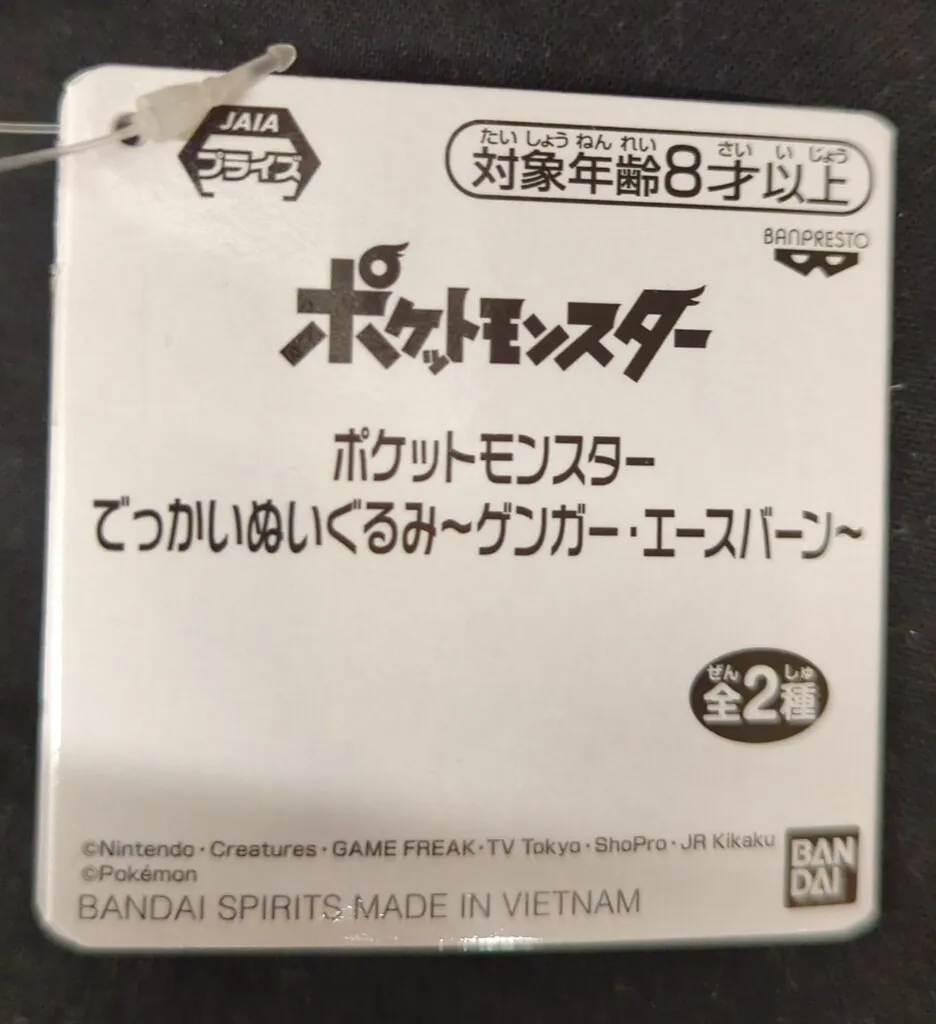 JAIA
プライズ
たい しょう ねん れい さい い じょう
対象年齢8才以上
BANPRESTO
ポケットモンスター
ポケットモンスター
でっかいぬいぐるみ～ゲンガー・エースバーン～
ぜん しゅ
全2種
©Nintendo・Creatures・GAME FREAK・TV Tokyo・ShoPro・JR Kikaku
©Pokémon
BANDAI SPIRITS MADE IN VIETNAM
BAN
DAI